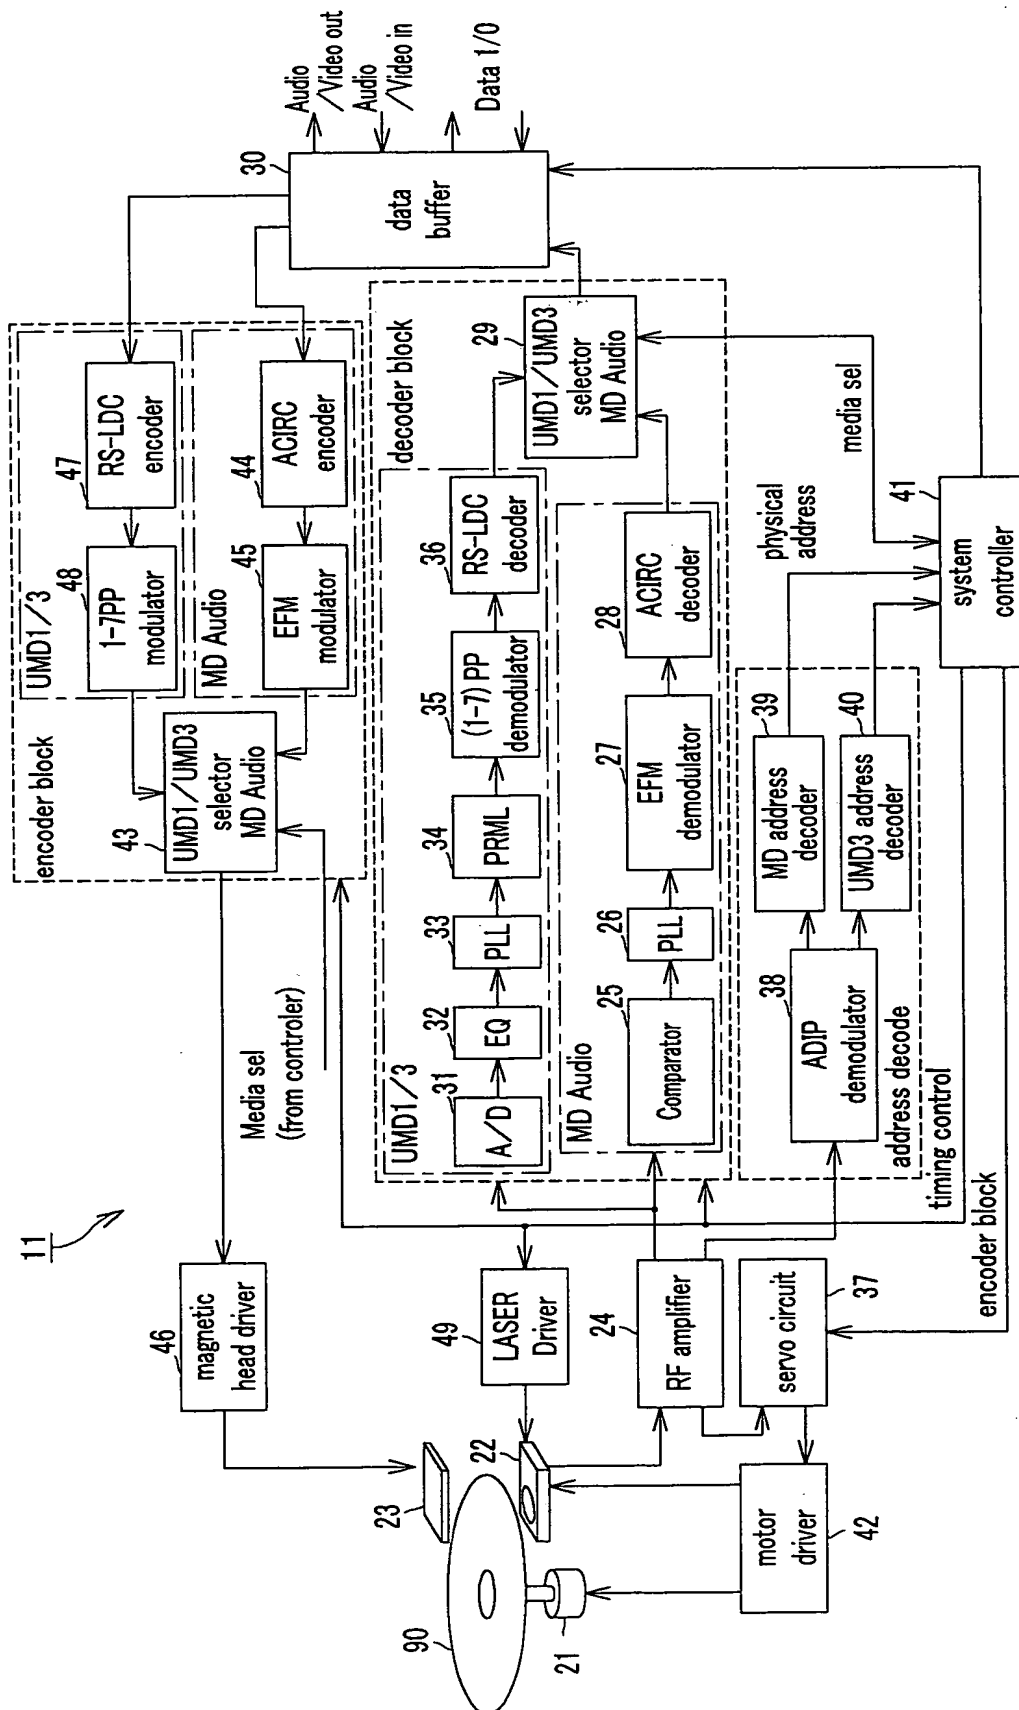 11
46
magnetic
head driver
23
90
22
21
49
LASER
Driver
24
RF amplifier
37
servo circuit
42
motor
driver
encoder block
43
UMD1/UMD3
selector
MD Audio
Media sel
(from controler)
UMD1/3
48
1-7PP
modulator
47
RS-LDC
encoder
MD Audio
45
EFM
modulator
44
ACIRC
encoder
30
data
buffer
Audio
/Video out
Audio
/Video in
Data 1/0
decoder block
UMD1/3
31
A/D
32
EQ
33
PLL
34
PRML
35
(1-7)PP
demodulator
36
RS-LDC
decoder
29
UMD1/UMD3
selector
MD Audio
MD Audio
25
Comparator
26
PLL
27
EFM
demodulator
28
ACIRC
decoder
38
ADIP
demodulator
address decode
39
MD address
decoder
40
UMD3 address
decoder
physical
address
media sel
41
system
controller
timing control
encoder block